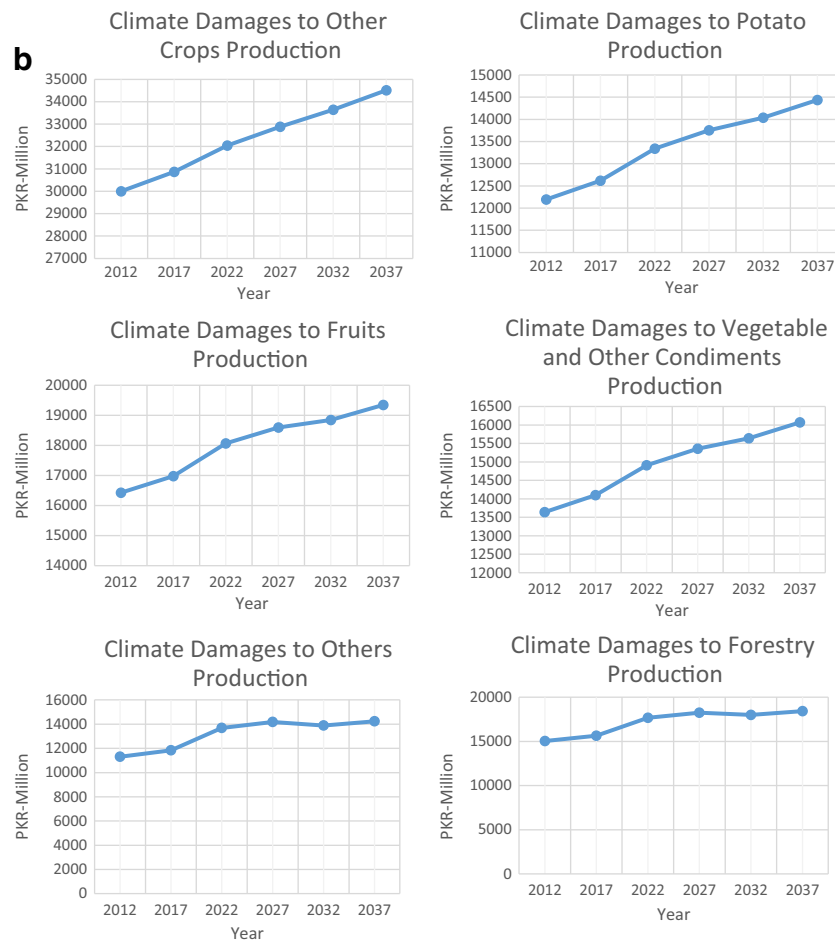 b
Climate Damages to Other
Crops Production
PKR-Million
35000
34000
33000
32000
31000
30000
29000
28000
27000
2012 2017 2022 2027 2032 2037
Year
Climate Damages to Potato
Production
PKR-Million
15000
14500
14000
13500
13000
12500
12000
11500
11000
2012 2017 2022 2027 2032 2037
Year
Climate Damages to Fruits
Production
PKR-Million
20000
19000
18000
17000
16000
15000
14000
2012 2017 2022 2027 2032 2037
Year
Climate Damages to Vegetable
and Other Condiments
Production
PKR-Million
16500
16000
15500
15000
14500
14000
13500
13000
12500
12000
2012 2017 2022 2027 2032 2037
Year
Climate Damages to Others
Production
PKR-Million
16000
14000
12000
10000
8000
6000
4000
2000
0
2012 2017 2022 2027 2032 2037
Year
Climate Damages to Forestry
Production
PKR-Million
20000
15000
10000
5000
0
2012 2017 2022 2027 2032 2037
Year